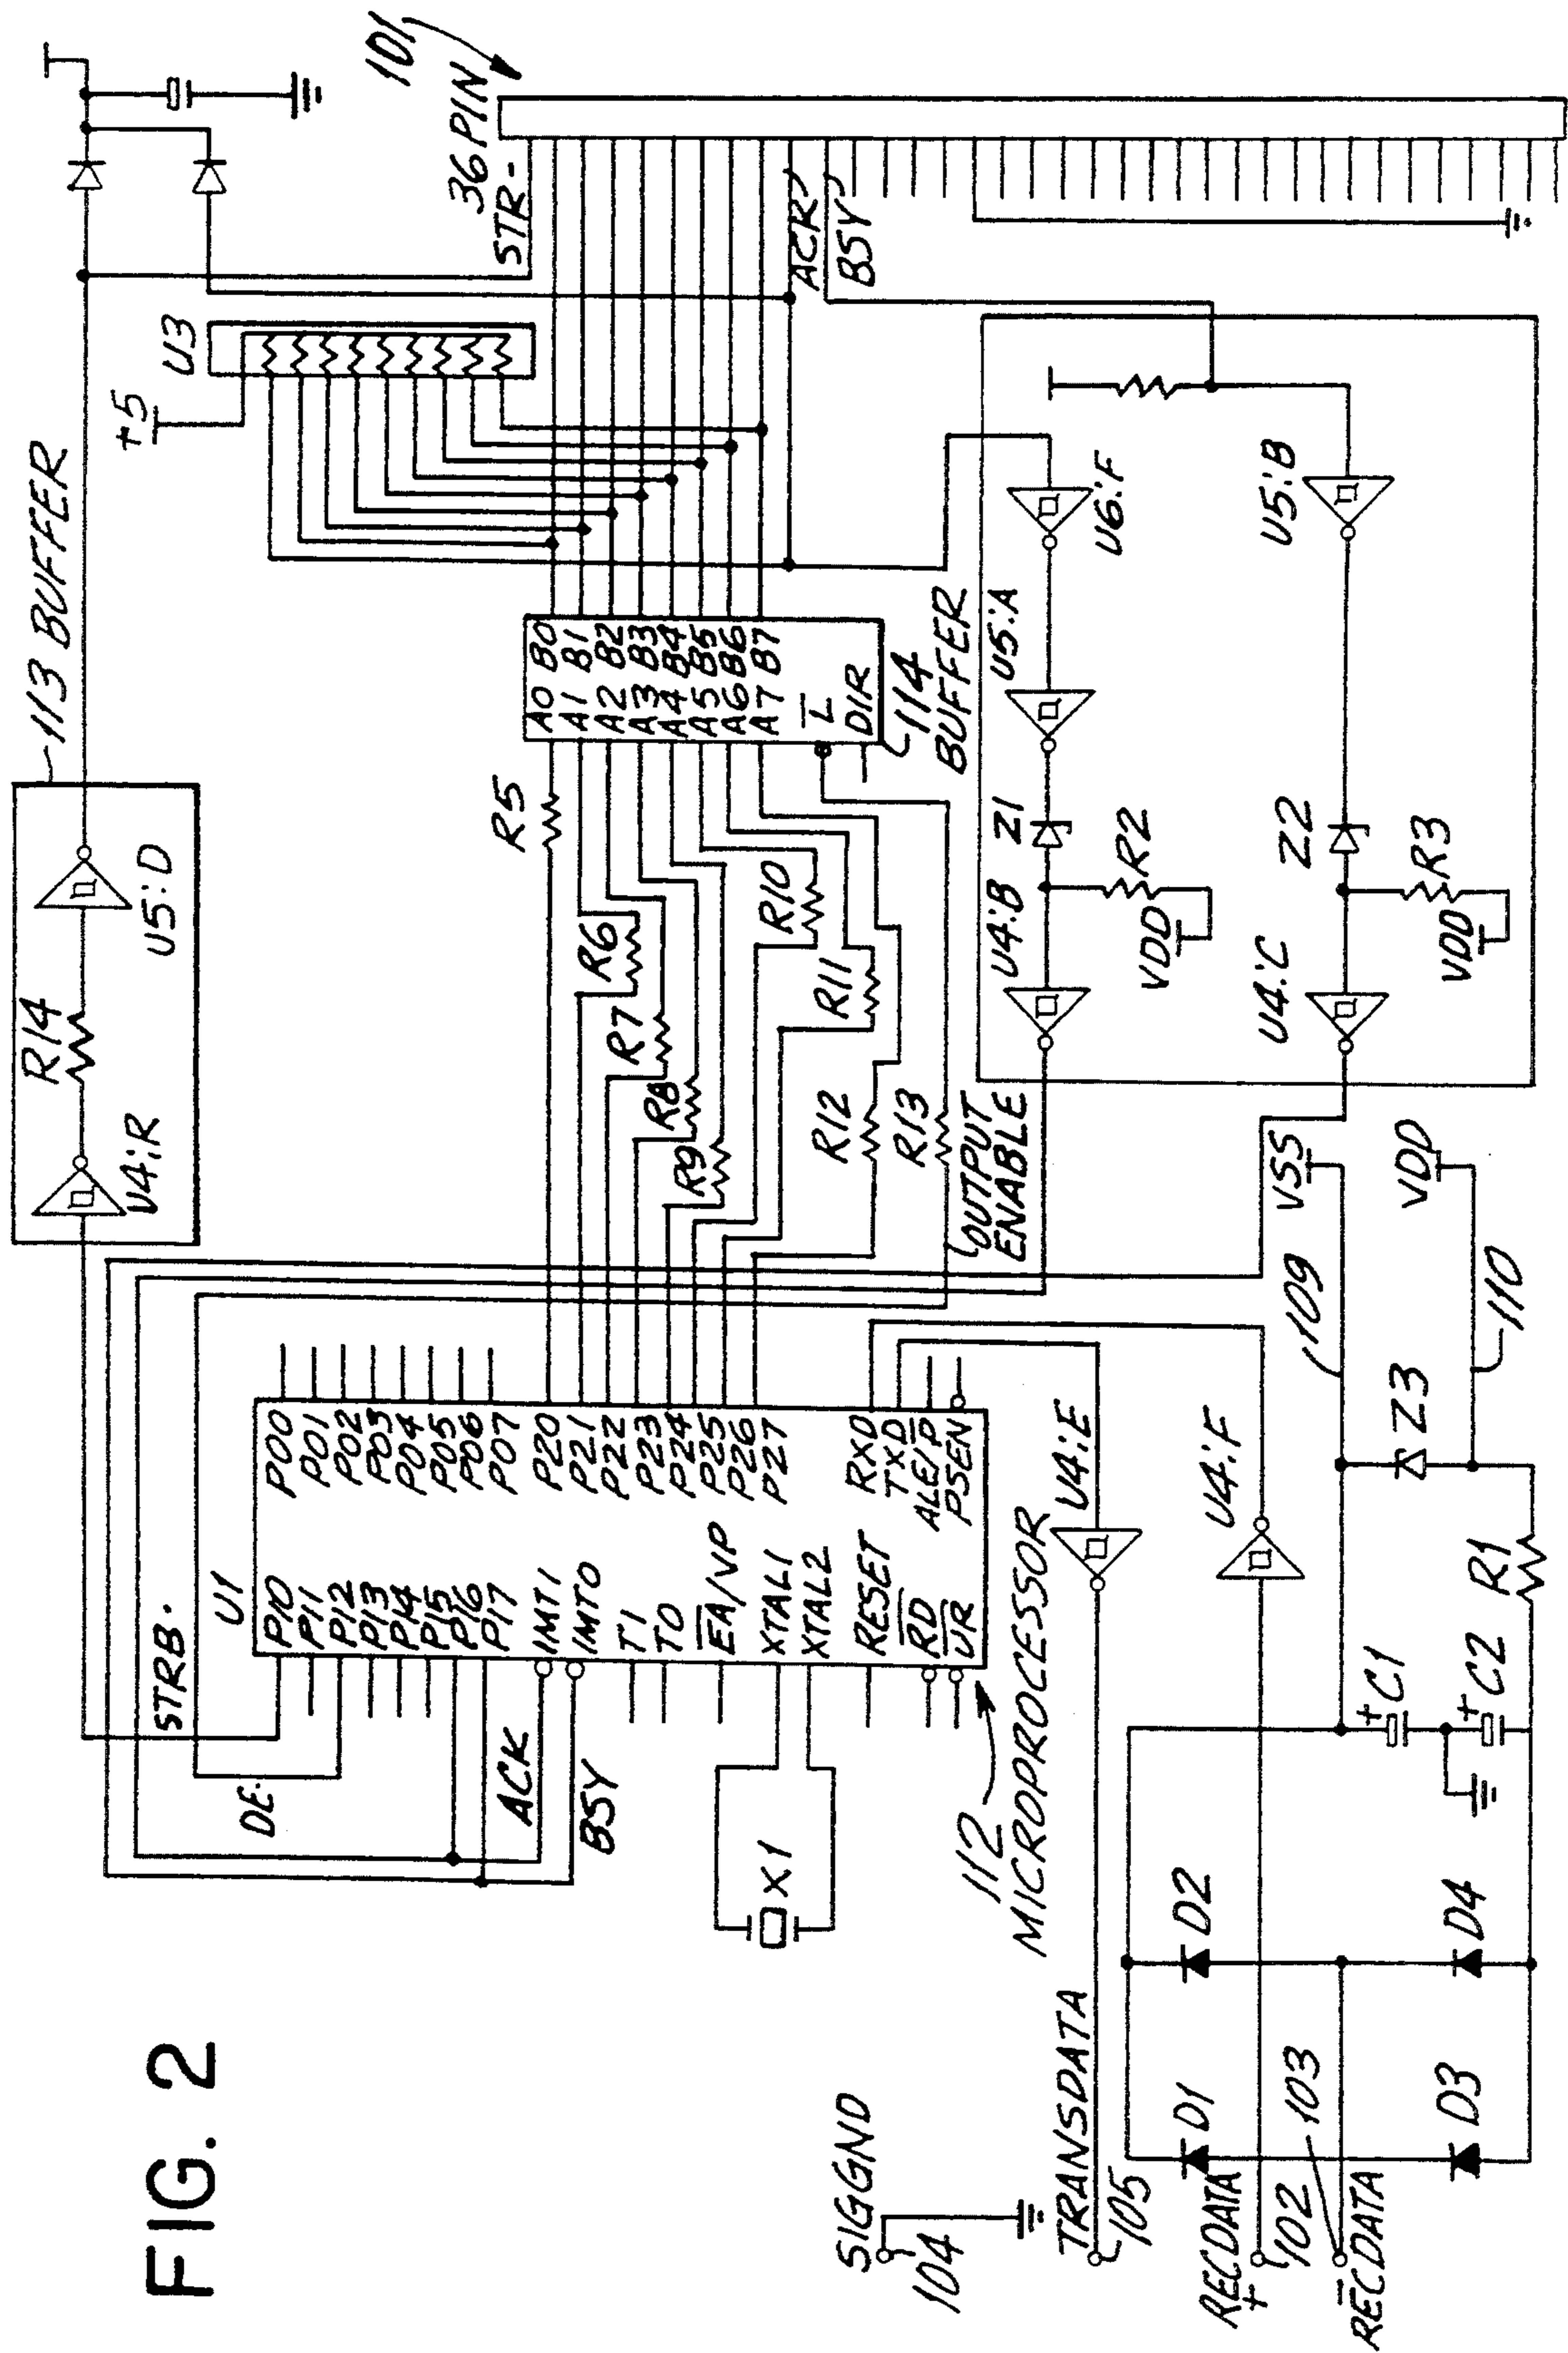 FIG. 2
113 BUFFER
R14
U4:R
U5:D
+5
U3
101
36 PIN
STR-
ACK
BSY
STRB.
DE.
ACK
BSY
U1
P10
P11
P12
P13
P14
P15
P16
P17
IMT1
IMT0
T1
T0
EA/VP
XTAL1
XTAL2
RESET
RD
UR
P00
P01
P02
P03
P04
P05
P06
P07
P20
P21
P22
P23
P24
P25
P26
P27
RXD
TXD
ALE/P
PSEN
X1
112
MICROPROCESSOR
R5
R6
R7
R8
R9
R10
R11
R12
R13
OUTPUT
ENABLE
A0 B0
A1 B1
A2 B2
A3 B3
A4 B4
A5 B5
A6 B6
A7 B7
L
DIR
114
BUFFER
U4:B
Z1
U5:A
U6:F
R2
VDD
U4:C
Z2
U5:B
R3
VDD
SIGGND
104
TRANSDATA
105
U4:E
RECDATA
+
102
U4:F
103
RECDATA
-
D1
D2
D3
D4
C1
+
C2
+
R1
Z3
109
VSS
110
VDD